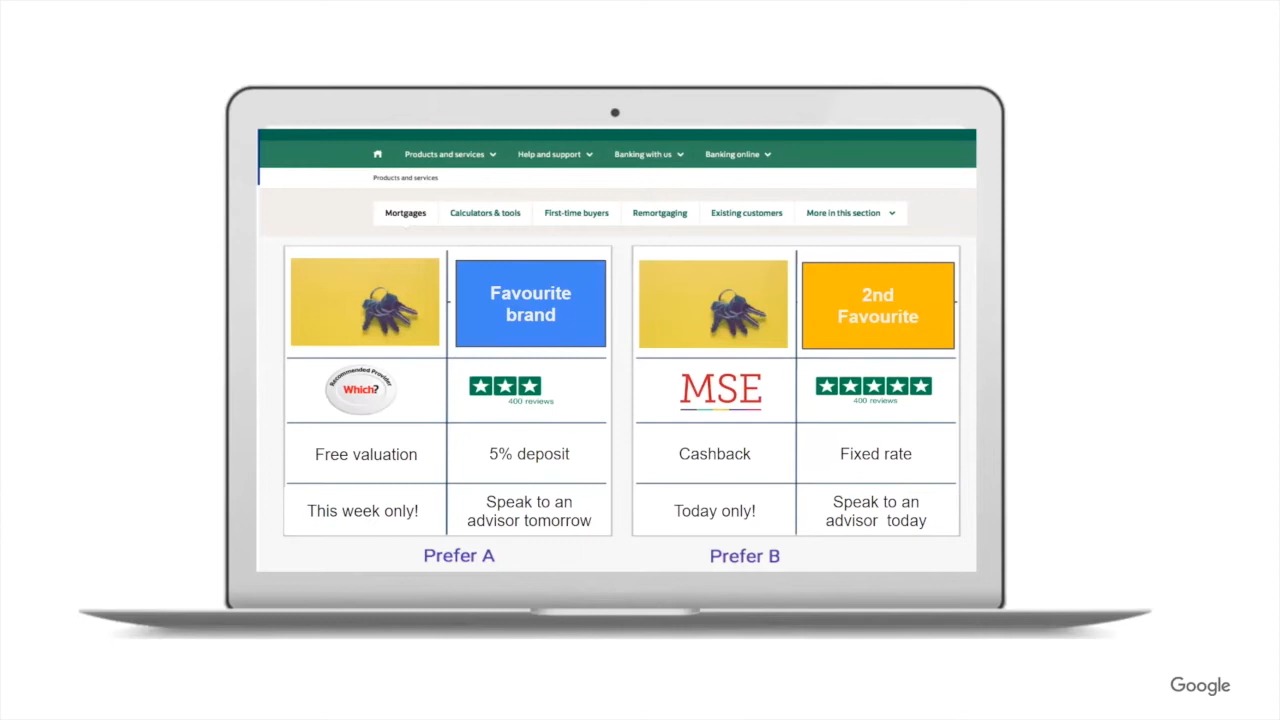 Products and services
Help and support
Banking with us
Banking online
Products and services
Mortgages
Calculators & tools
First-time buyers
Remortgaging
Existing customers
More in this section
Favourite
brand
2nd
Favourite
Recommended Provider
Which?
400 reviews
MSE
400 reviews
Free valuation
5% deposit
Cashback
Fixed rate
This week only!
Speak to an
advisor tomorrow
Today only!
Speak to an
advisor today
Prefer A
Prefer B
Google